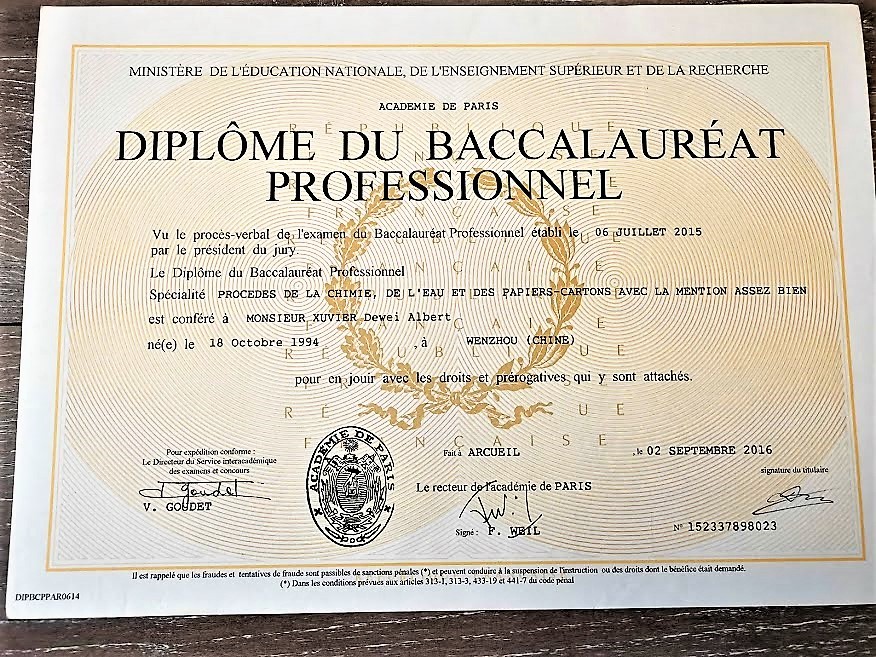 MINISTÈRE DE L'ÉDUCATION NATIONALE, DE L'ENSEIGNEMENT SUPÉRIEUR ET DE LA RECHERCHE
ACADEMIE DE PARIS
DIPLÔME DU BACCALAURÉAT
PROFESSIONNEL
Vu le procès-verbal de l'examen du Baccalauréat Professionnel établi le 06 JUILLET 2015
par le président du jury.
Le Diplôme du Baccalauréat Professionnel
Spécialité PROCEDES DE LA CHIMIE, DE L'EAU ET DES PAPIERS-CARTONS AVEC LA MENTION ASSEZ BIEN
est conféré à MONSIEUR XUVIER Dewei Albert
né(e) le 18 Octobre 1994 , à WENZHOU (CHINE)
pour en jouir avec les droits et prérogatives qui y sont attachés.
Pour expédition conforme :
Le Directeur du Service interacadémique
des examens et concours
V. GOUDET
ACADÉMIE DE PARIS
Fait à ARCUEIL , le 02 SEPTEMBRE 2016
Le recteur de l'académie de PARIS
Signé : F. WEIL
signature du titulaire
N° 152337898023
Il est rappelé que les fraudes et tentatives de fraude sont passibles de sanctions pénales (*) et peuvent conduire à la suspension de l'instruction ou des droits dont le bénéfice était demandé.
(*) Dans les conditions prévues aux articles 313-1, 313-3, 433-19 et 441-7 du code pénal
DIPBCPPAR0614